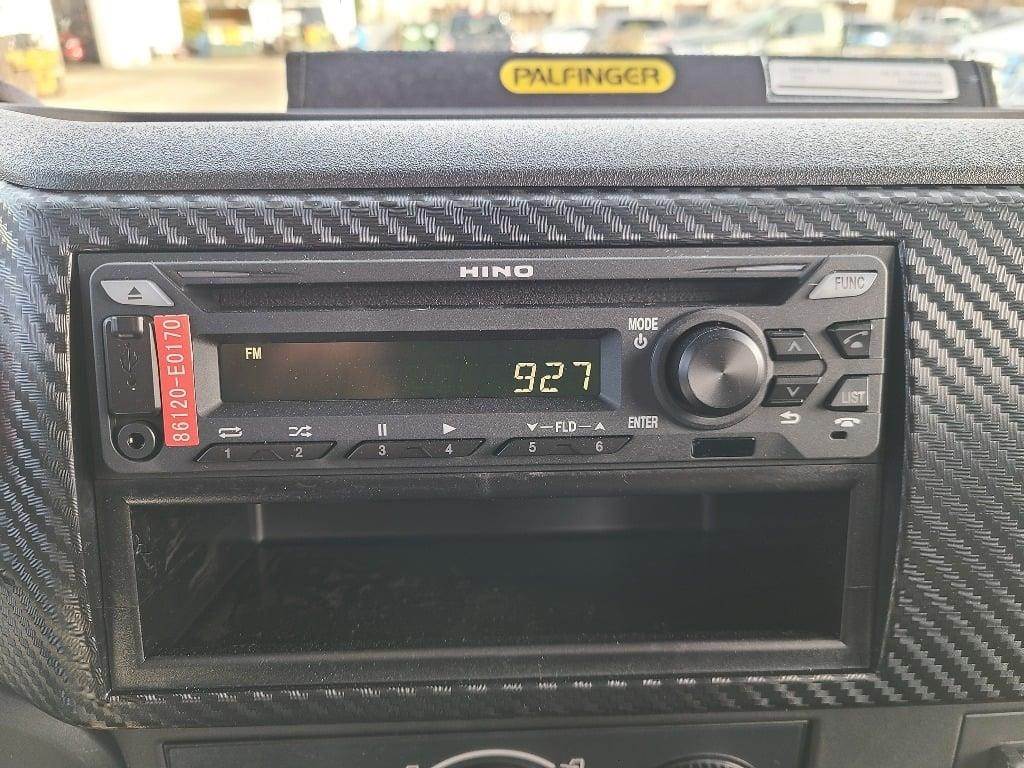 PALFINGER
HINO
FUNC
MODE
FM
927
86120-E0170
LIST
ENTER
FLD
1 2 3 4 5 6